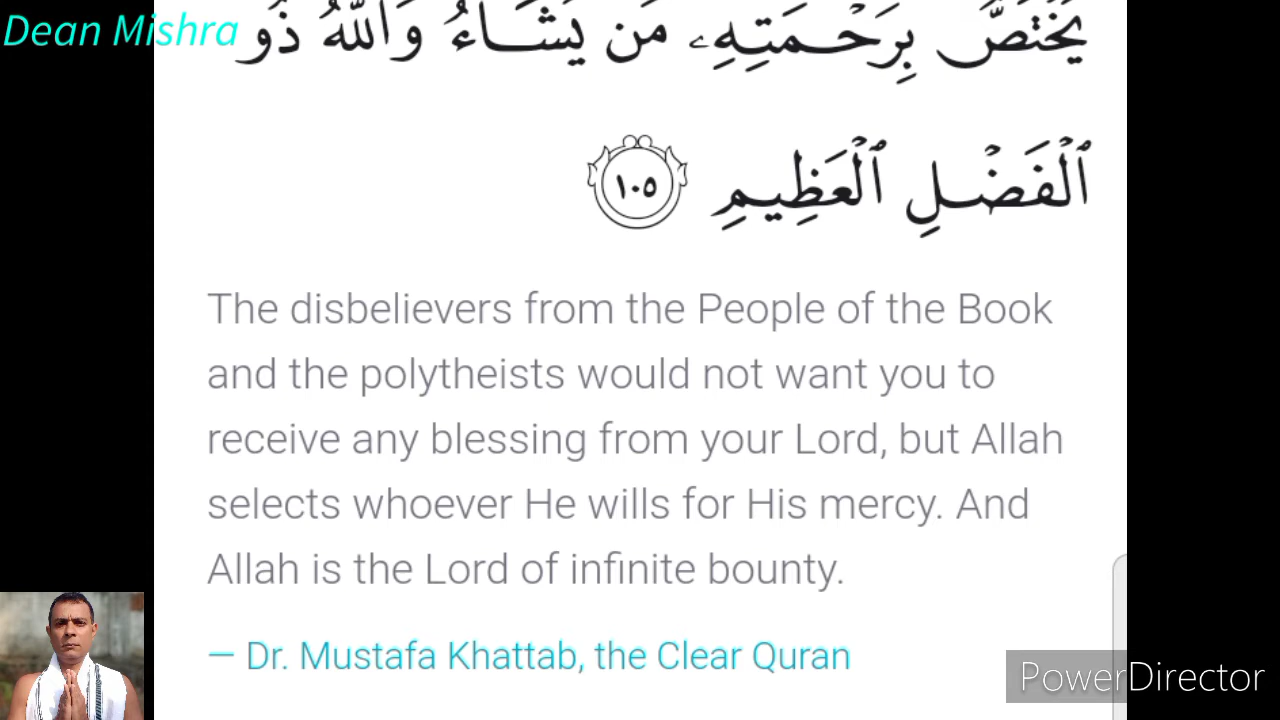 Dean Mishra
يَخْتَصُّ بِرَحْمَتِهِۦ مَن يَشَآءُ وَٱللَّهُ ذُو
ٱلْفَضْلِ ٱلْعَظِيمِ ١٠٥
The disbelievers from the People of the Book
and the polytheists would not want you to
receive any blessing from your Lord, but Allah
selects whoever He wills for His mercy. And
Allah is the Lord of infinite bounty.
— Dr. Mustafa Khattab, the Clear Quran
PowerDirector